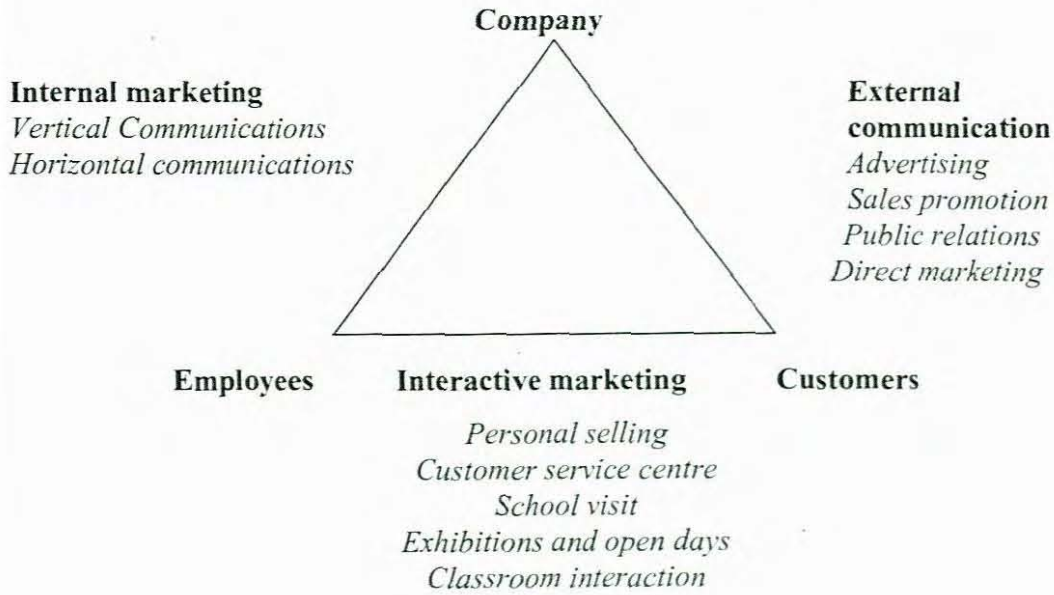 Company
Internal marketing
Vertical Communications
Horizontal communications
External
communication
Advertising
Sales promotion
Public relations
Direct marketing
Employees
Interactive marketing
Customers
Personal selling
Customer service centre
School visit
Exhibitions and open days
Classroom interaction